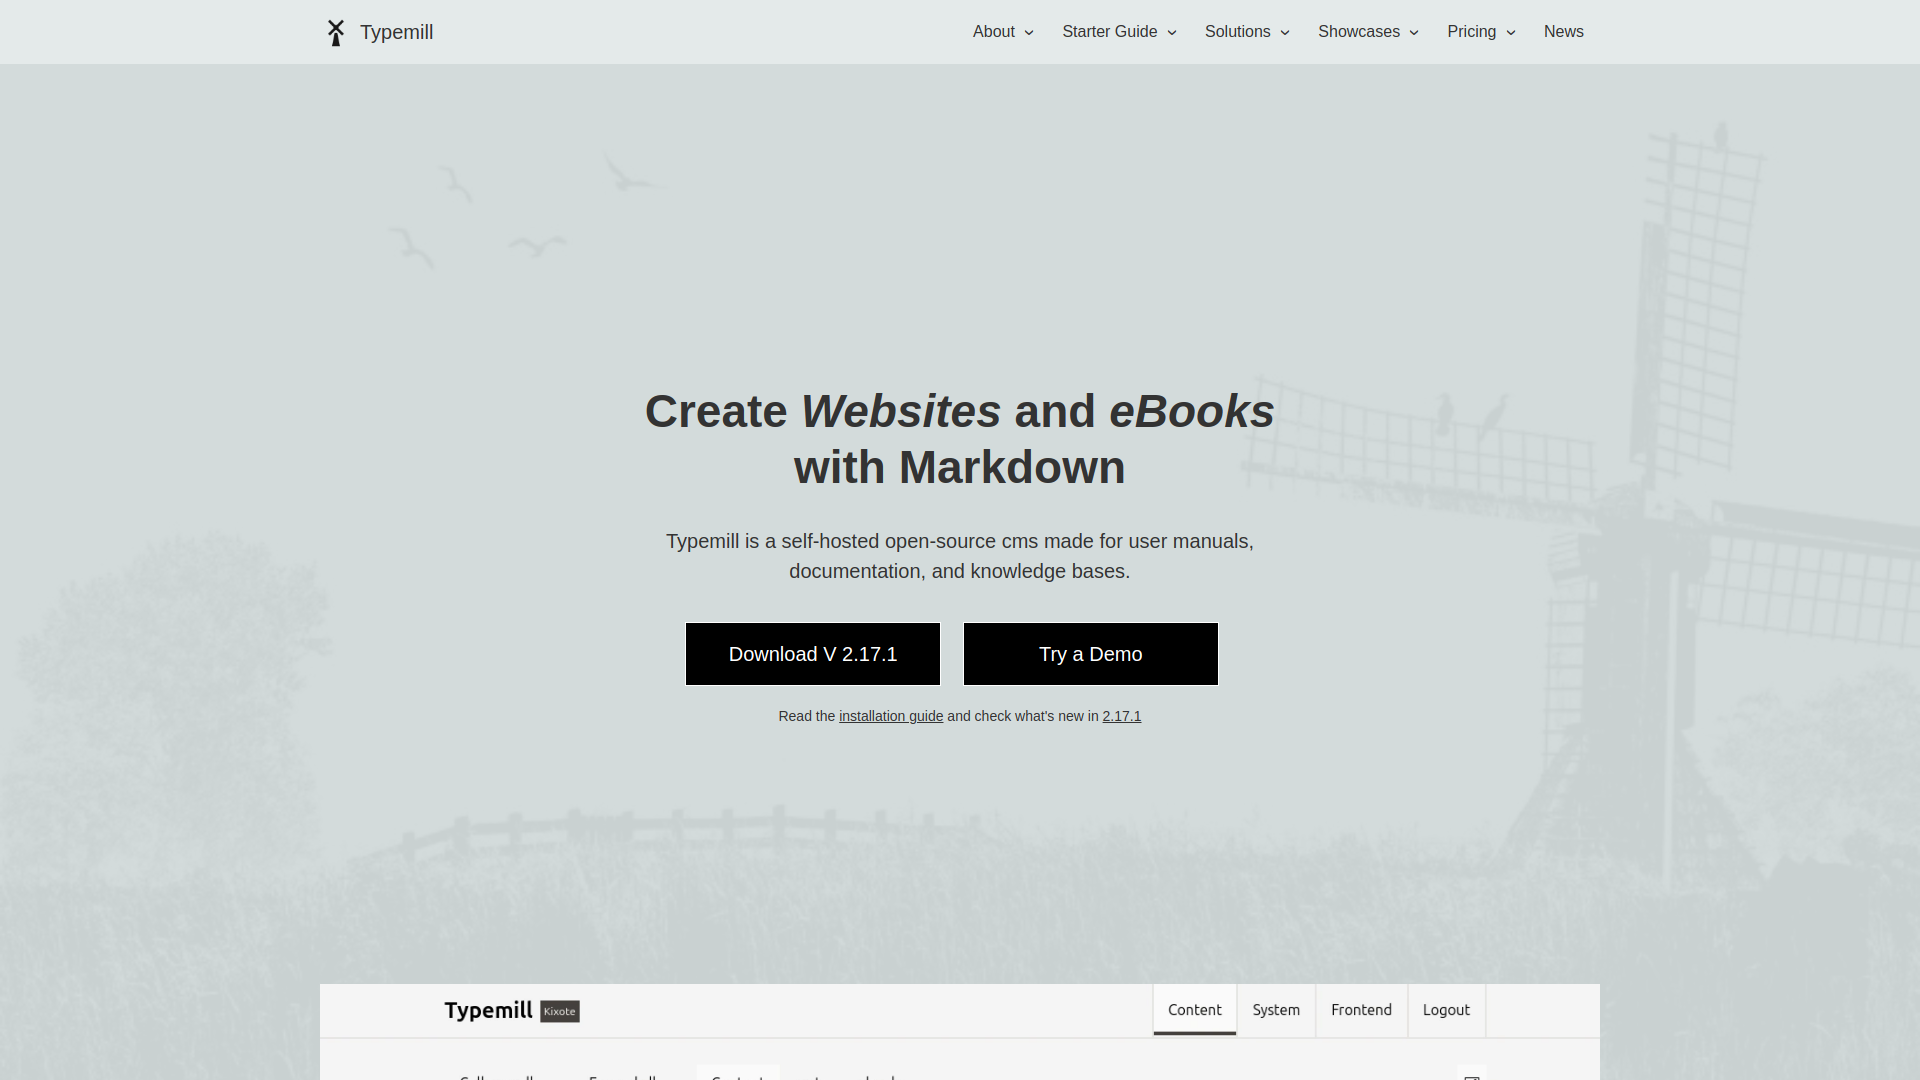 Typemill
About
Starter Guide
Solutions
Showcases
Pricing
News
Create Websites and eBooks
with Markdown
Typemill is a self-hosted open-source cms made for user manuals,
documentation, and knowledge bases.
Download V 2.17.1
Try a Demo
Read the installation guide and check what's new in 2.17.1
Typemill Kixote
Content
System
Frontend
Logout